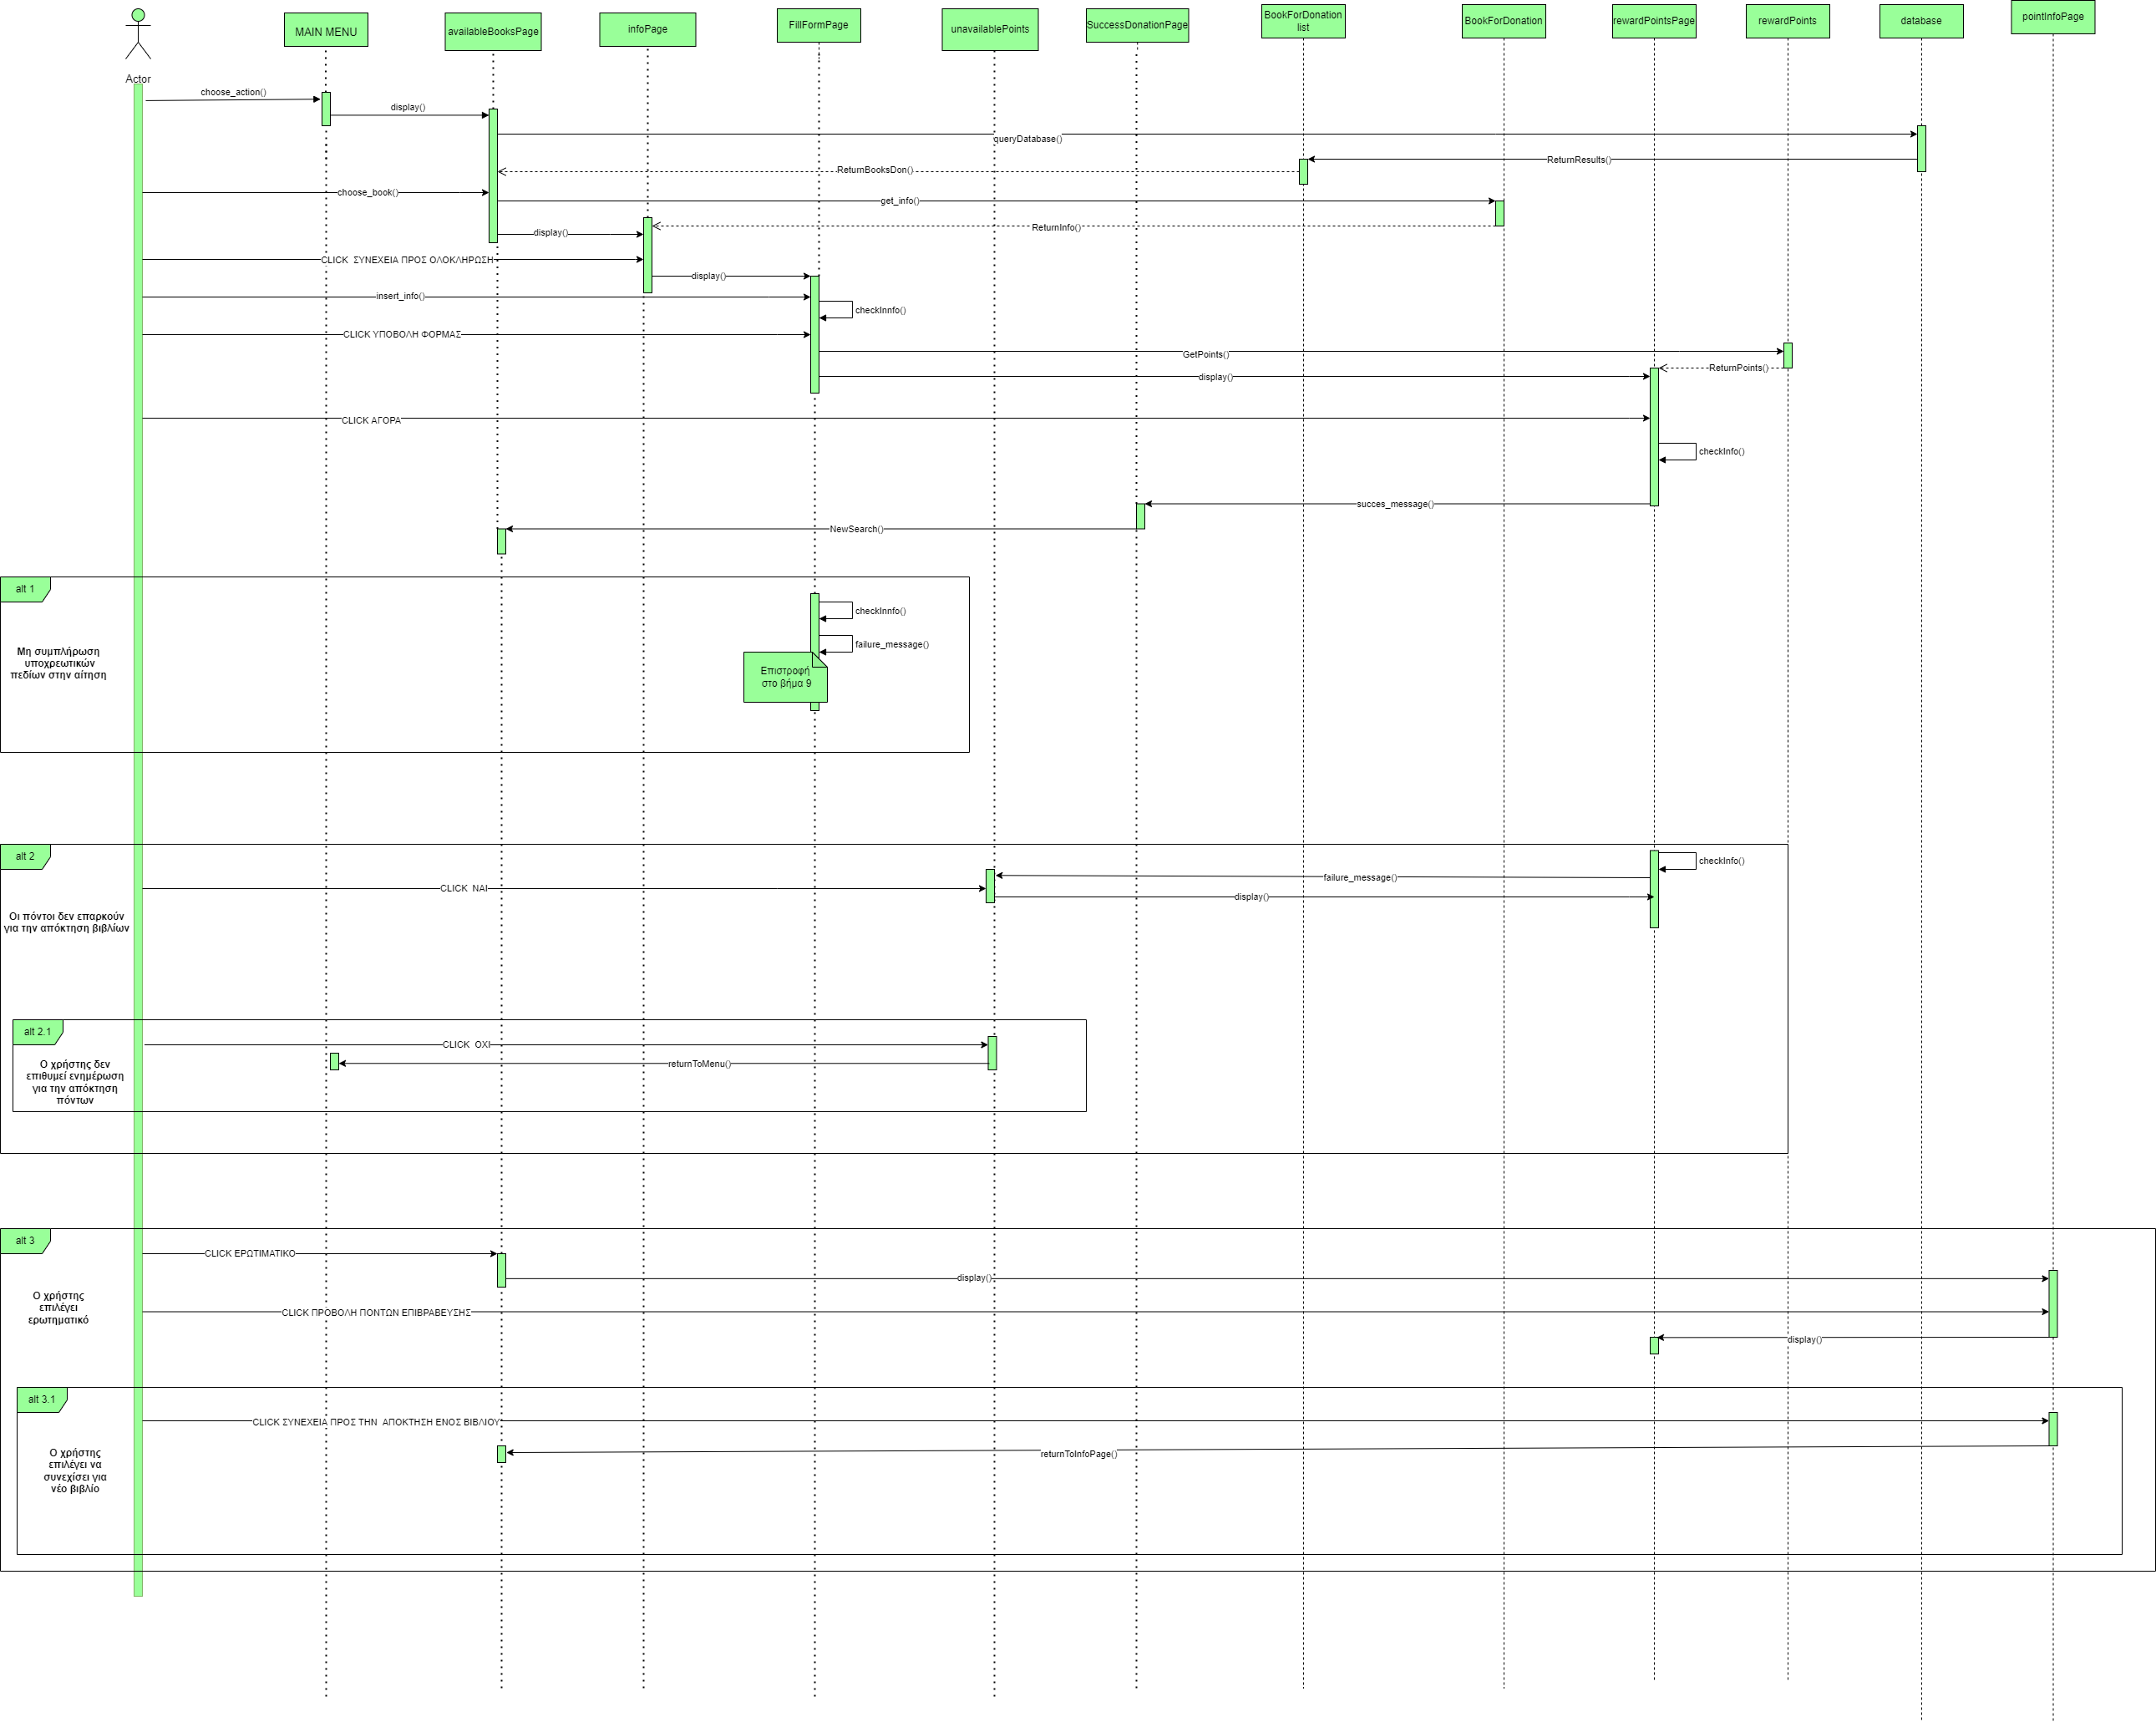 Actor
MAIN MENU
availableBooksPage
infoPage
FillFormPage
unavailablePoints
SuccessDonationPage
BookForDonation
list
BookForDonation
rewardPointsPage
rewardPoints
database
pointInfoPage
choose_action()
display()
queryDatabase()
ReturnResults()
ReturnBooksDon()
choose_book()
get_info()
ReturnInfo()
display()
CLICK ΣΥΝΕΧΕΙΑ ΠΡΟΣ ΟΛΟΚΛΗΡΩΣΗ
display()
insert_info()
checkInnfo()
CLICK ΥΠΟΒΟΛΗ ΦΟΡΜΑΣ
GetPoints()
ReturnPoints()
display()
CLICK ΑΓΟΡΑ
checkInfo()
succes_message()
NewSearch()
alt 1
Μη συμπλήρωση
υποχρεωτικών
πεδίων στην αίτηση
checkInnfo()
failure_message()
Επιστροφή
στο βήμα 9
alt 2
checkInfo()
failure_message()
CLICK ΝΑΙ
display()
Οι πόντοι δεν επαρκούν
για την απόκτηση βιβλίων
alt 2.1
CLICK ΟΧΙ
returnToMenu()
Ο χρήστης δεν
επιθυμεί ενημέρωση
για την απόκτηση
πόντων
alt 3
CLICK ΕΡΩΤΙΜΑΤΙΚΟ
display()
Ο χρήστης
επιλέγει
ερωτηματικό
CLICK ΠΡΟΒΟΛΗ ΠΟΝΤΩΝ ΕΠΙΒΡΑΒΕΥΣΗΣ
display()
alt 3.1
CLICK ΣΥΝΕΧΕΙΑ ΠΡΟΣ ΤΗΝ ΑΠΟΚΤΗΣΗ ΕΝΟΣ ΒΙΒΛΙΟΥ
returnToInfoPage()
Ο χρήστης
επιλέγει να
συνεχίσει για
νέο βιβλίο